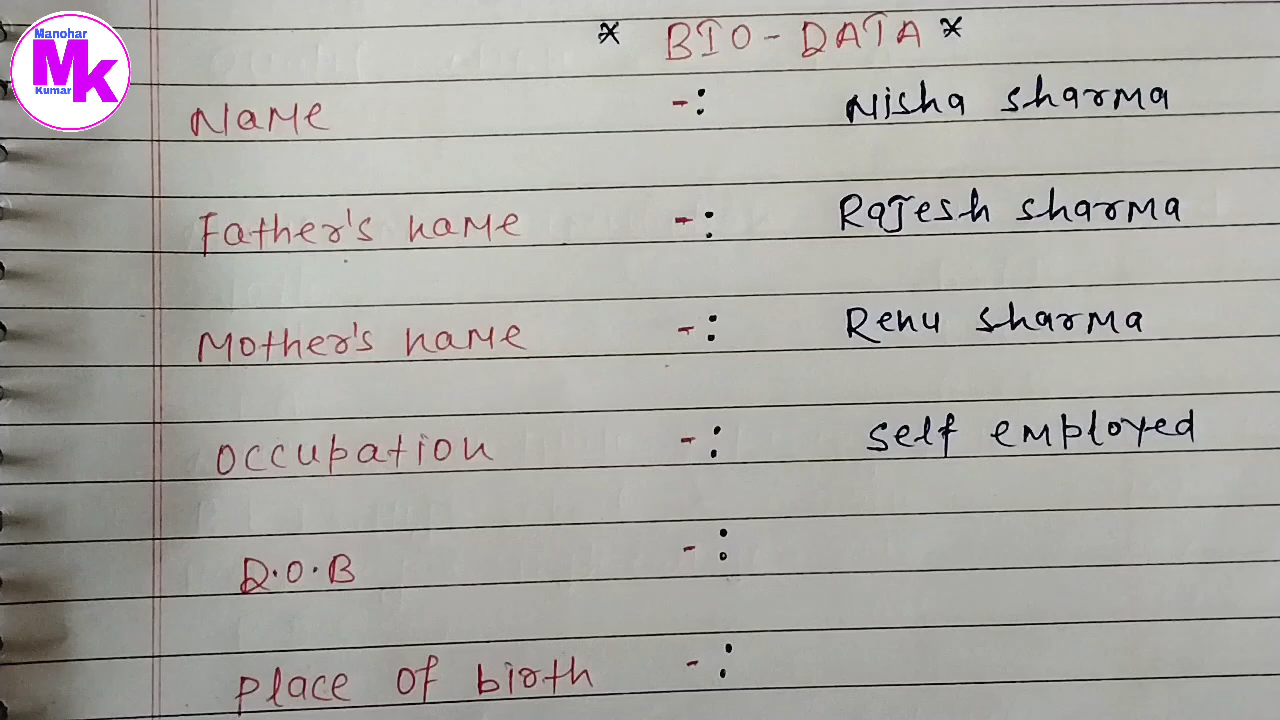 Manohar
MK
Kumar
* BIO-DATA *
Name -: Nisha sharma
Father's name -: Rajesh sharma
Mother's name -: Renu sharma
occupation -: self employed
D.O.B -:
place of birth -: